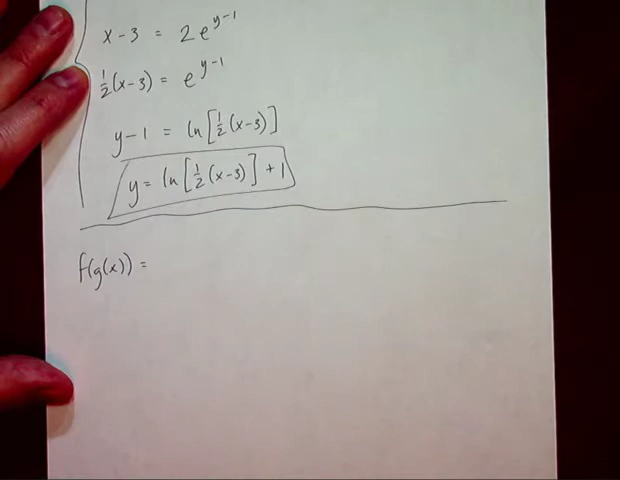 x-3 = 2e^{y-1}
½(x-3) = e^{y-1}
y-1 = ln[½(x-3)]
y = ln[½(x-3)] + 1
f(g(x)) =